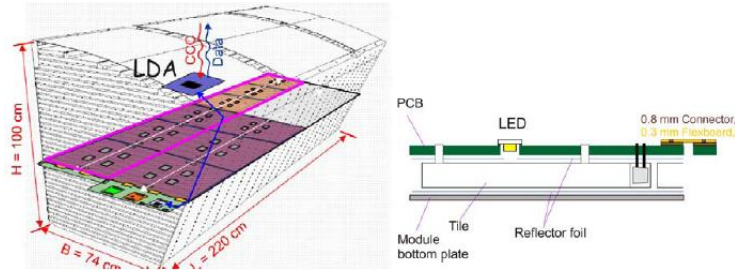 CCC
Data
LDA
H = 100 cm
B = 74 cm
L = 220 cm
PCB
LED
0.8 mm Connector,
0.3 mm Flexboard,
Tile
Reflector foil
Module
bottom plate